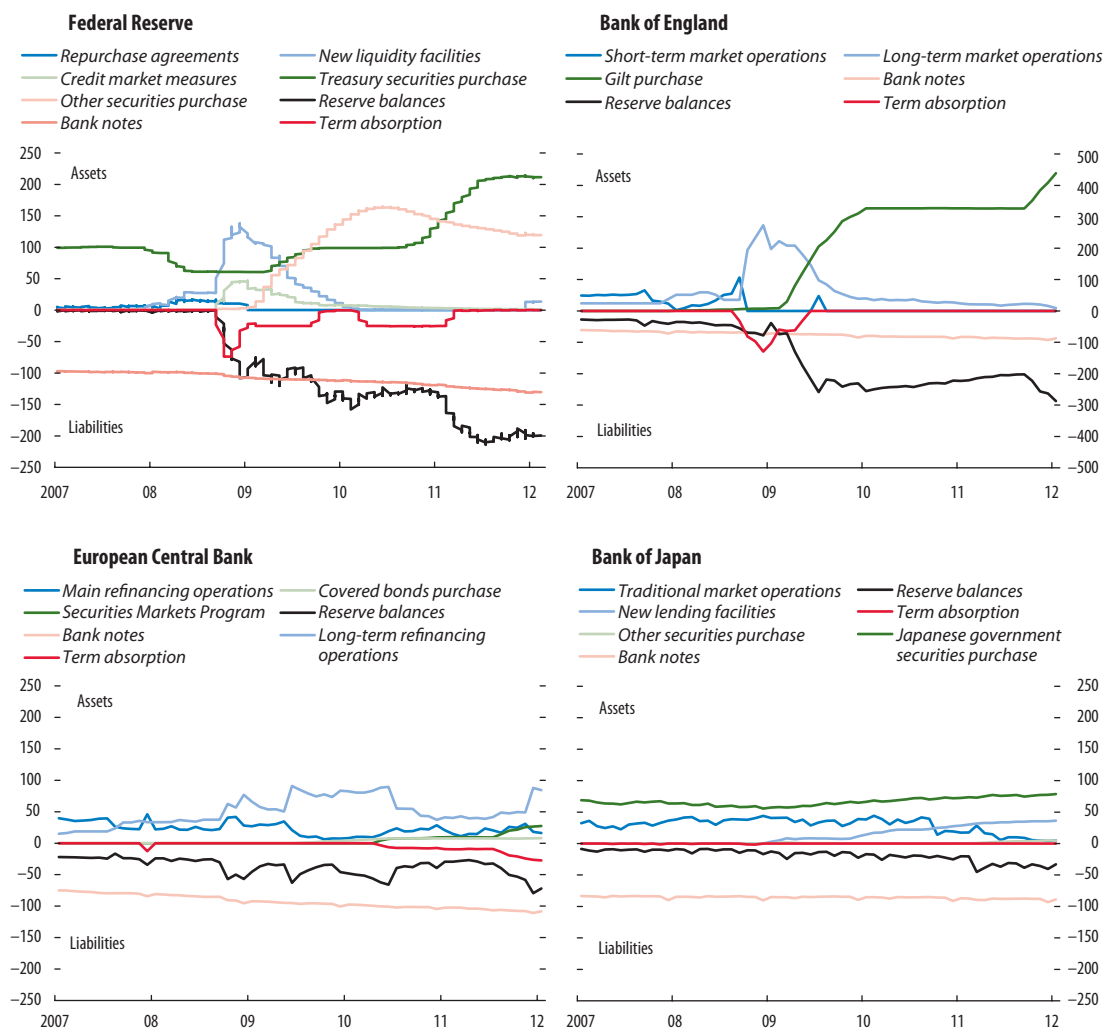 Federal Reserve
Repurchase agreements
New liquidity facilities
Credit market measures
Treasury securities purchase
Other securities purchase
Reserve balances
Bank notes
Term absorption
250
200
150
100
50
0
−50
−100
−150
−200
−250
Assets
Liabilities
2007 08 09 10 11 12
Bank of England
Short-term market operations
Long-term market operations
Gilt purchase
Bank notes
Reserve balances
Term absorption
500
400
300
200
100
0
−100
−200
−300
−400
−500
Assets
Liabilities
2007 08 09 10 11 12
European Central Bank
Main refinancing operations
Covered bonds purchase
Securities Markets Program
Reserve balances
Bank notes
Long-term refinancing
operations
Term absorption
250
200
150
100
50
0
−50
−100
−150
−200
−250
Assets
Liabilities
2007 08 09 10 11 12
Bank of Japan
Traditional market operations
Reserve balances
New lending facilities
Term absorption
Other securities purchase
Japanese government
securities purchase
Bank notes
250
200
150
100
50
0
−50
−100
−150
−200
−250
Assets
Liabilities
2007 08 09 10 11 12